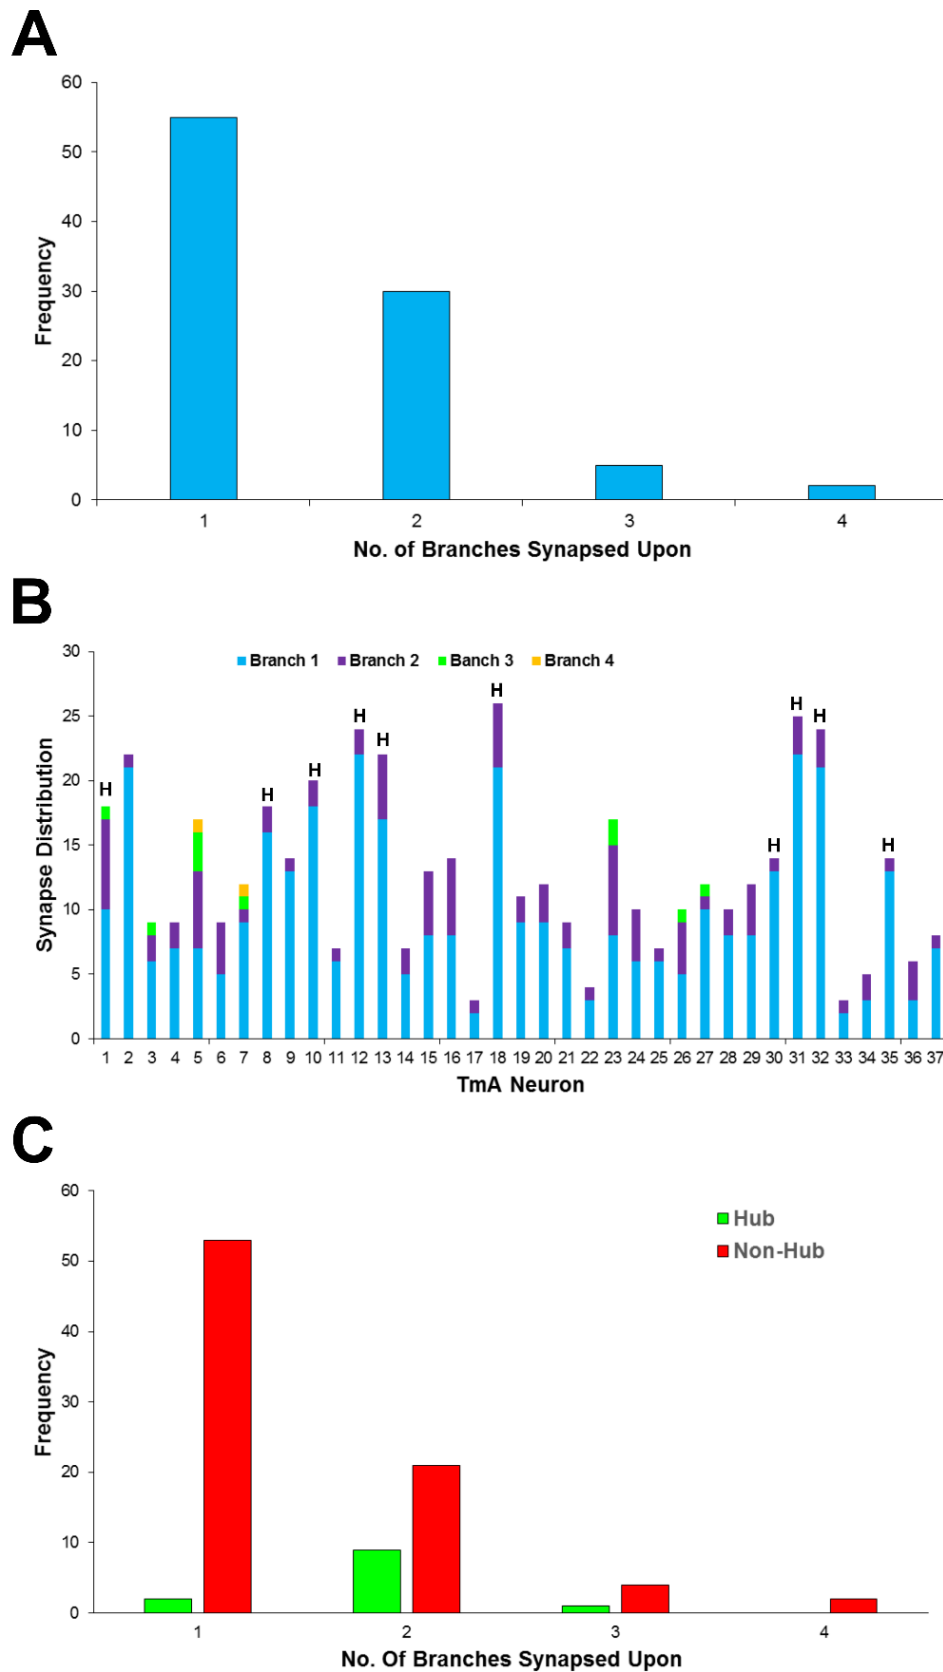 A
60
50
40
30
20
10
0
Frequency
1 2 3 4
No. of Branches Synapsed Upon
B
30
25
20
15
10
5
0
Synapse Distribution
Branch 1 Branch 2 Banch 3 Branch 4
H H H H H H H H H H
1 2 3 4 5 6 7 8 9 10 11 12 13 14 15 16 17 18 19 20 21 22 23 24 25 26 27 28 29 30 31 32 33 34 35 36 37
TmA Neuron
C
60
50
40
30
20
10
0
Frequency
Hub
Non-Hub
1 2 3 4
No. Of Branches Synapsed Upon